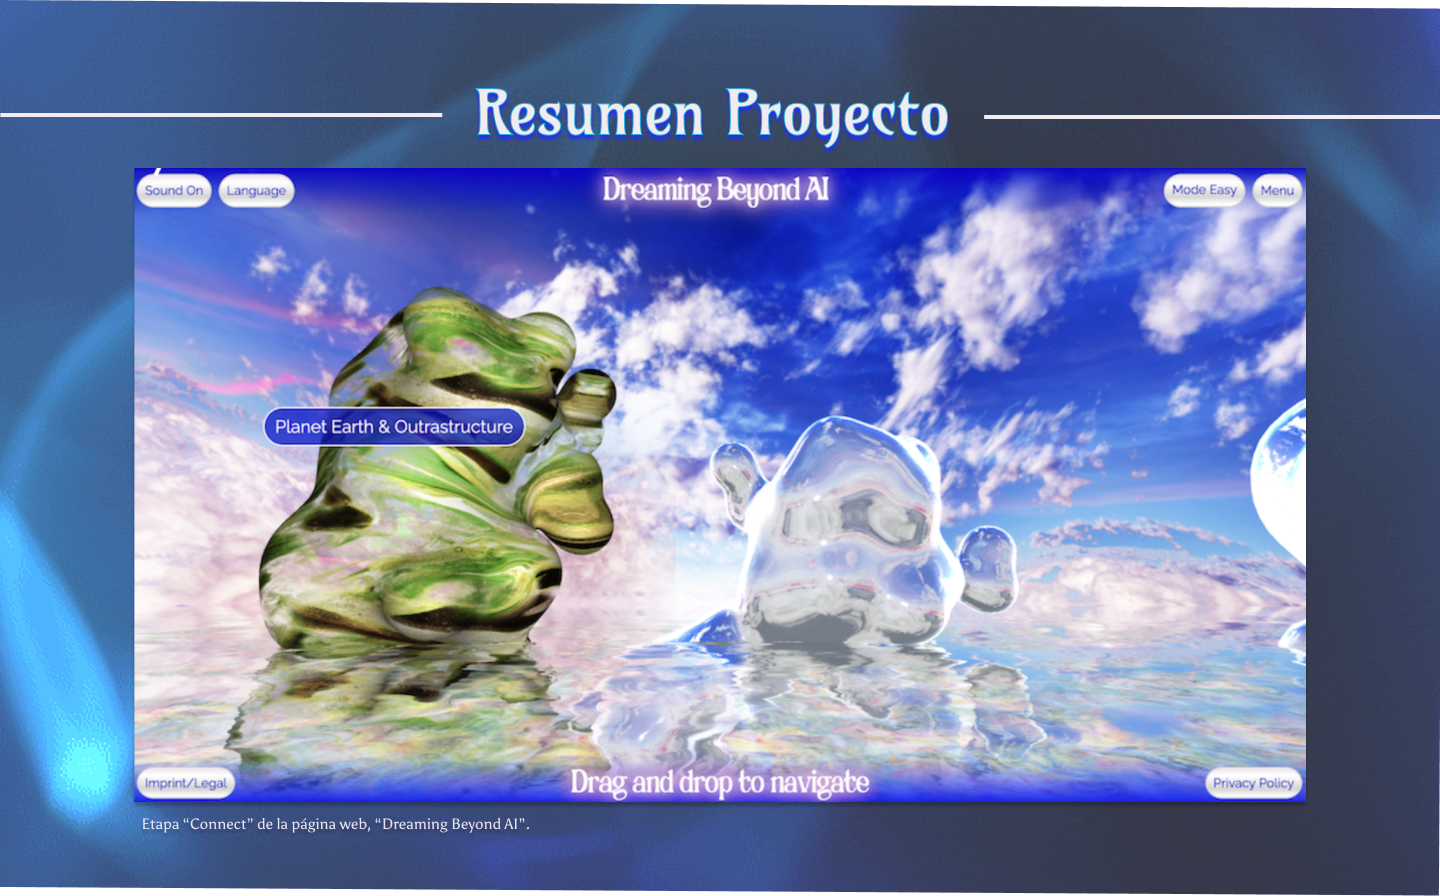 Resumen Proyecto
Sound On
Language
Dreaming Beyond AI
Mode Easy
Menu
Planet Earth & Outrastructure
Imprint/Legal
Drag and drop to navigate
Privacy Policy
Etapa “Connect” de la página web, “Dreaming Beyond AI”.